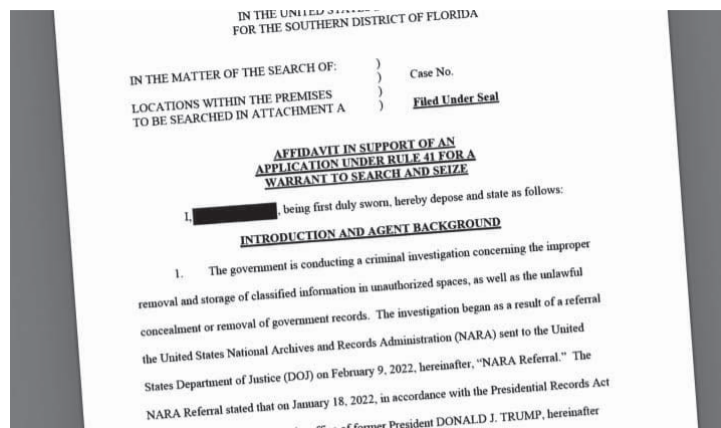 IN THE UNITED
FOR THE SOUTHERN DISTRICT OF FLORIDA
IN THE MATTER OF THE SEARCH OF: ) Case No.
)
LOCATIONS WITHIN THE PREMISES )
TO BE SEARCHED IN ATTACHMENT A ) Filed Under Seal
AFFIDAVIT IN SUPPORT OF AN
APPLICATION UNDER RULE 41 FOR A
WARRANT TO SEARCH AND SEIZE
I, , being first duly sworn, hereby depose and state as follows:
INTRODUCTION AND AGENT BACKGROUND
1. The government is conducting a criminal investigation concerning the improper
removal and storage of classified information in unauthorized spaces, as well as the unlawful
concealment or removal of government records. The investigation began as a result of a referral
the United States National Archives and Records Administration (NARA) sent to the United
States Department of Justice (DOJ) on February 9, 2022, hereinafter, “NARA Referral.” The
NARA Referral stated that on January 18, 2022, in accordance with the Presidential Records Act
of former President DONALD J. TRUMP, hereinafter